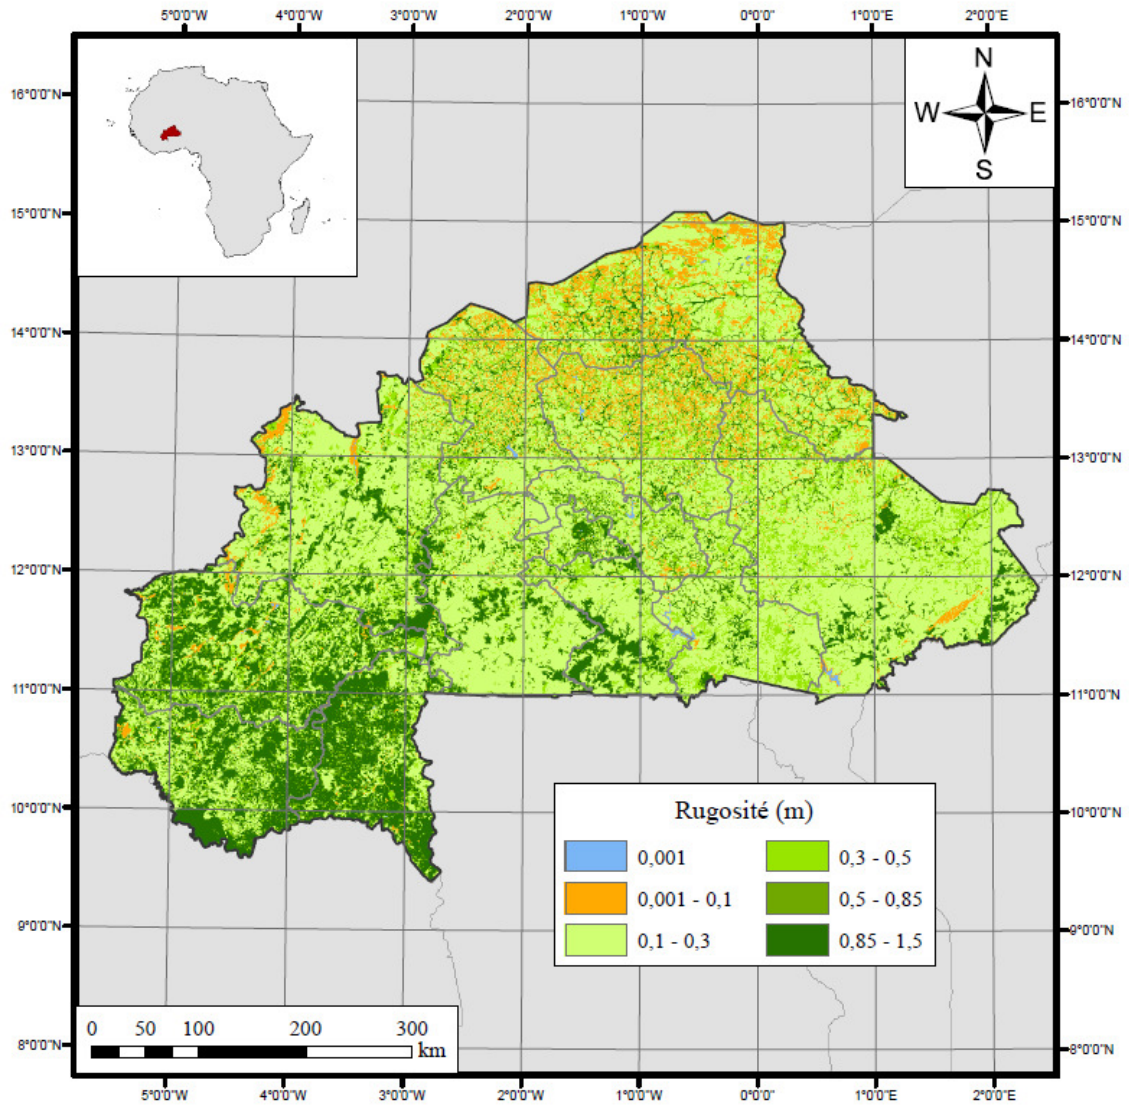 5°0'0"W 4°0'0"W 3°0'0"W 2°0'0"W 1°0'0"W 0°0'0"E 1°0'0"E 2°0'0"E
N
W E
S
16°0'0"N 16°0'0"N
15°0'0"N 15°0'0"N
14°0'0"N 14°0'0"N
13°0'0"N 13°0'0"N
12°0'0"N 12°0'0"N
11°0'0"N 11°0'0"N
10°0'0"N 10°0'0"N
9°0'0"N 9°0'0"N
8°0'0"N 8°0'0"N
Rugosité (m)
0,001 0,3 - 0,5
0,001 - 0,1 0,5 - 0,85
0,1 - 0,3 0,85 - 1,5
0 50 100 200 300
km
5°0'0"W 4°0'0"W 3°0'0"W 2°0'0"W 1°0'0"W 0°0'0"E 1°0'0"E 2°0'0"E